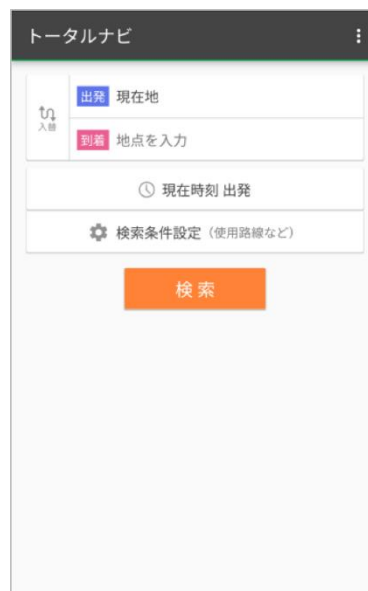 トータルナビ
出発 現在地
入替
到着 地点を入力
現在時刻 出発
検索条件設定（使用路線など）
検索